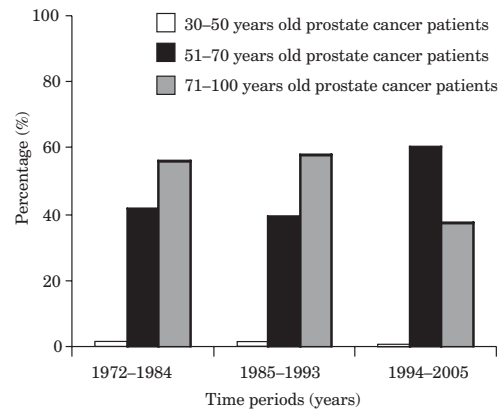 100
80
60
40
20
0
Percentage (%)
30–50 years old prostate cancer patients
51–70 years old prostate cancer patients
71–100 years old prostate cancer patients
1972–1984
1985–1993
1994–2005
Time periods (years)